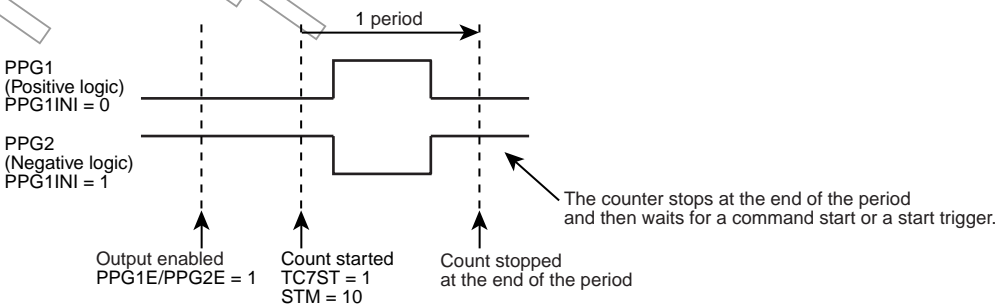 1 period
PPG1
(Positive logic)
PPG1INI = 0
PPG2
(Negative logic)
PPG1INI = 1
The counter stops at the end of the period
and then waits for a command start or a start trigger.
Output enabled
PPG1E/PPG2E = 1
Count started
TC7ST = 1
STM = 10
Count stopped
at the end of the period